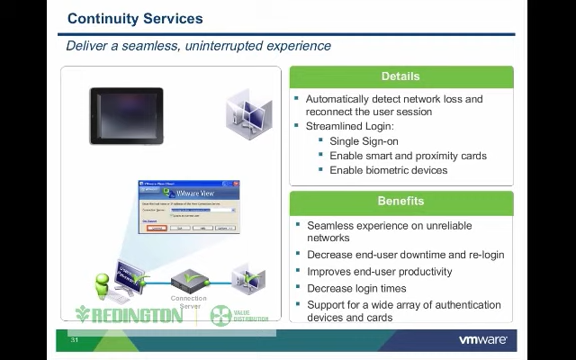 Continuity Services
Deliver a seamless, uninterrupted experience
VMware View
Connection
Server
REDINGTON
VALUE
DISTRIBUTION
Details
Automatically detect network loss and
reconnect the user session
Streamlined Login:
Single Sign-on
Enable smart and proximity cards
Enable biometric devices
Benefits
Seamless experience on unreliable
networks
Decrease end-user downtime and re-login
Improves end-user productivity
Decrease login times
Support for a wide array of authentication
devices and cards
31
vmware